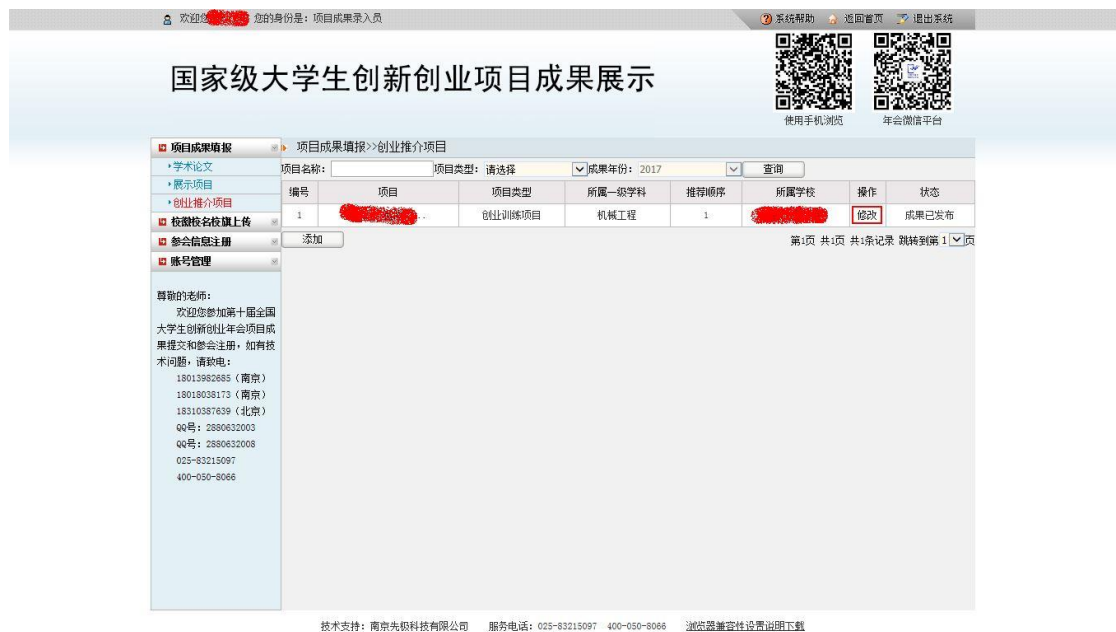 欢迎您 您的身份是：项目成果录入员
系统帮助 返回首页 退出系统
国家级大学生创新创业项目成果展示
使用手机浏览 年会微信平台
项目成果填报
学术论文
展示项目
创业推介项目
校徽校名校旗上传
参会信息注册
账号管理
尊敬的老师：
欢迎您参加第十届全国
大学生创新创业年会项目成
果提交和参会注册，如有技
术问题，请致电：
18013982685（南京）
18018038173（南京）
18310387639（北京）
QQ号：2880632003
QQ号：2880632008
025-83215097
400-050-8066
项目成果填报>>创业推介项目
项目名称： 项目类型：请选择 成果年份：2017 查询
编号 项目 项目类型 所属一级学科 推荐顺序 所属学校 操作 状态
1 .. 创业训练项目 机械工程 1 修改 成果已发布
添加 第1页 共1页 共1条记录 跳转到第 1 页
技术支持：南京先极科技有限公司 服务电话：025-83215097 400-050-8066 浏览器兼容性设置说明下载